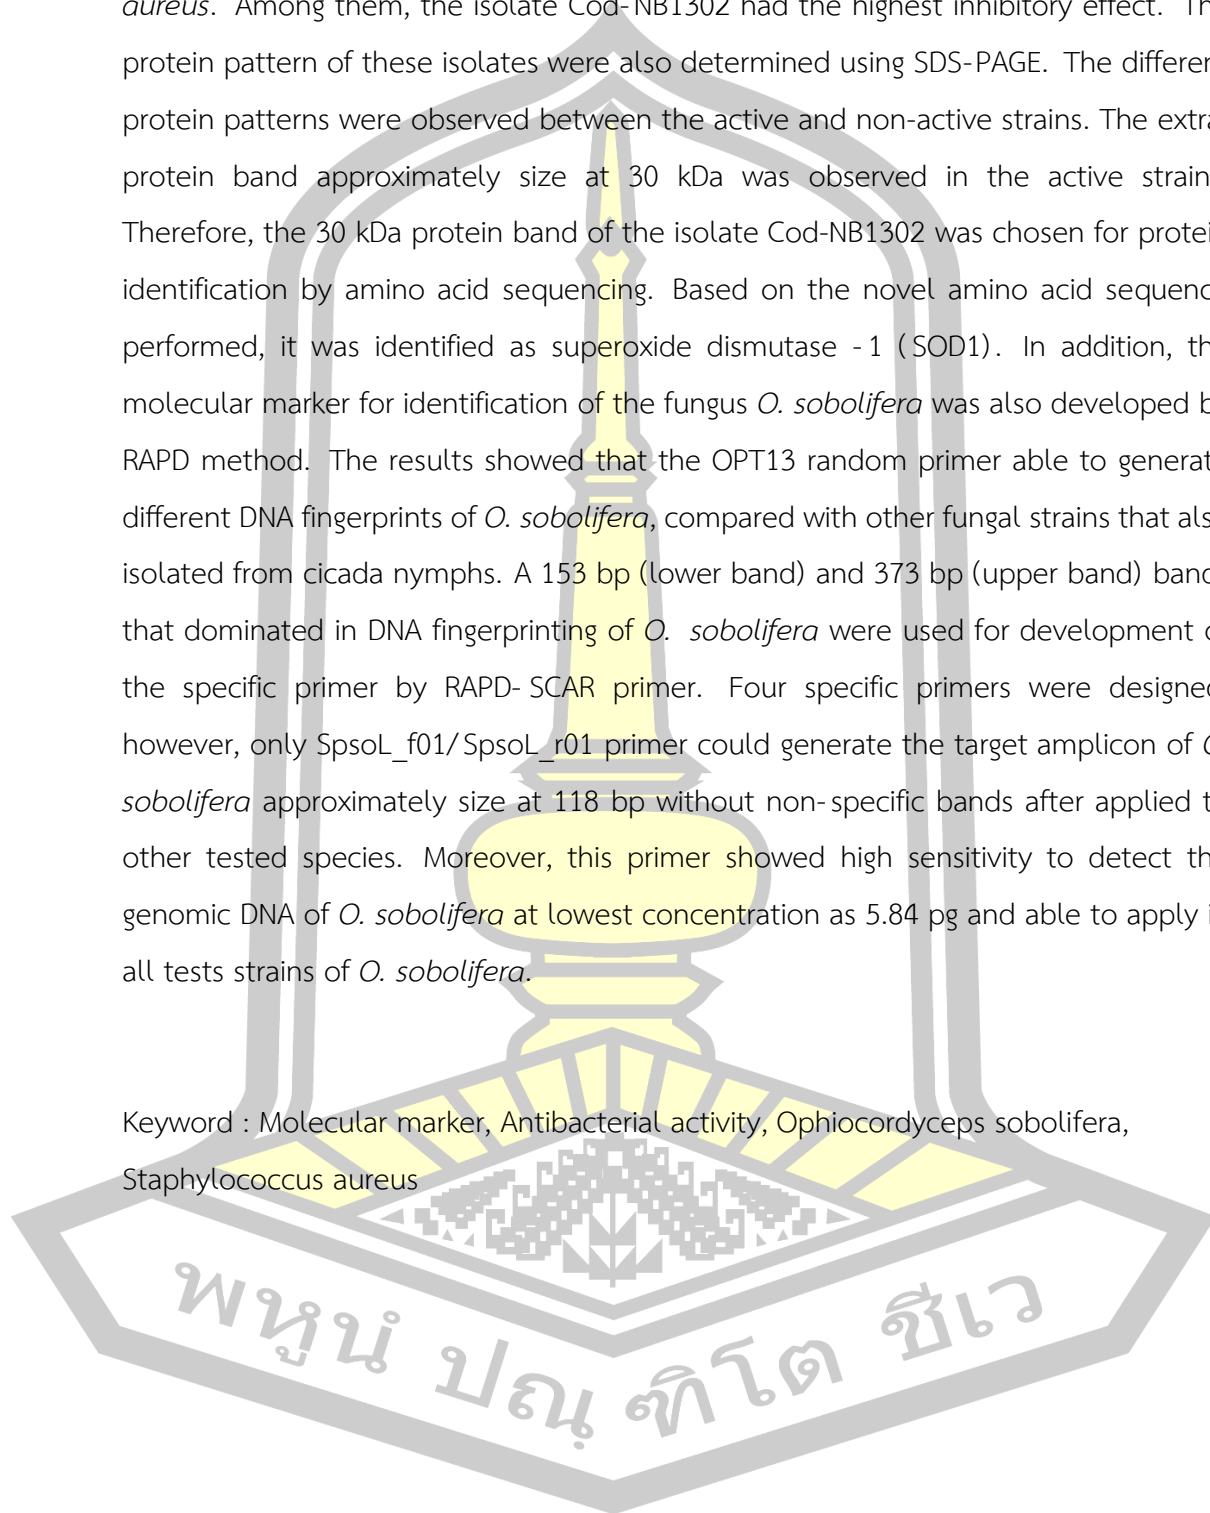 aureus. Among them, the isolate Cod-NB1302 had the highest inhibitory effect. Th
protein pattern of these isolates were also determined using SDS-PAGE. The differen
protein patterns were observed between the active and non-active strains. The extra
protein band approximately size at 30 kDa was observed in the active strain
Therefore, the 30 kDa protein band of the isolate Cod-NB1302 was chosen for protei
identification by amino acid sequencing. Based on the novel amino acid sequenc
performed, it was identified as superoxide dismutase -1 (SOD1). In addition, th
molecular marker for identification of the fungus O. sobolifera was also developed b
RAPD method. The results showed that the OPT13 random primer able to generat
different DNA fingerprints of O. sobolifera, compared with other fungal strains that als
isolated from cicada nymphs. A 153 bp (lower band) and 373 bp (upper band) band
that dominated in DNA fingerprinting of O. sobolifera were used for development o
the specific primer by RAPD-SCAR primer. Four specific primers were designed
however, only SpsoL_f01/SpsoL_r01 primer could generate the target amplicon of O
sobolifera approximately size at 118 bp without non-specific bands after applied t
other tested species. Moreover, this primer showed high sensitivity to detect th
genomic DNA of O. sobolifera at lowest concentration as 5.84 pg and able to apply i
all tests strains of O. sobolifera.
Keyword : Molecular marker, Antibacterial activity, Ophiocordyceps sobolifera,
Staphylococcus aureus
พหูนํ ปณฺฑิโต ชีเว